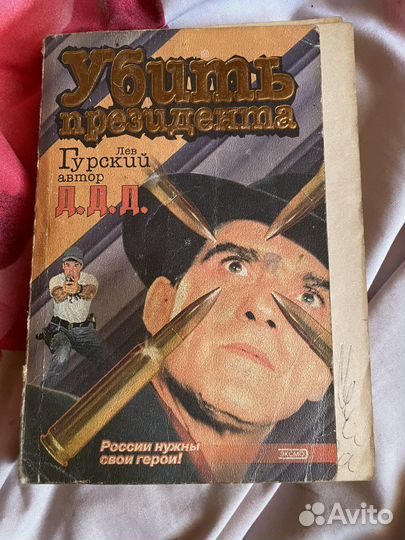 Убить
президента
Лев
Гурский
автор
Д.Д.Д.
России нужны
свои герои!
ЭКСМО
Avito